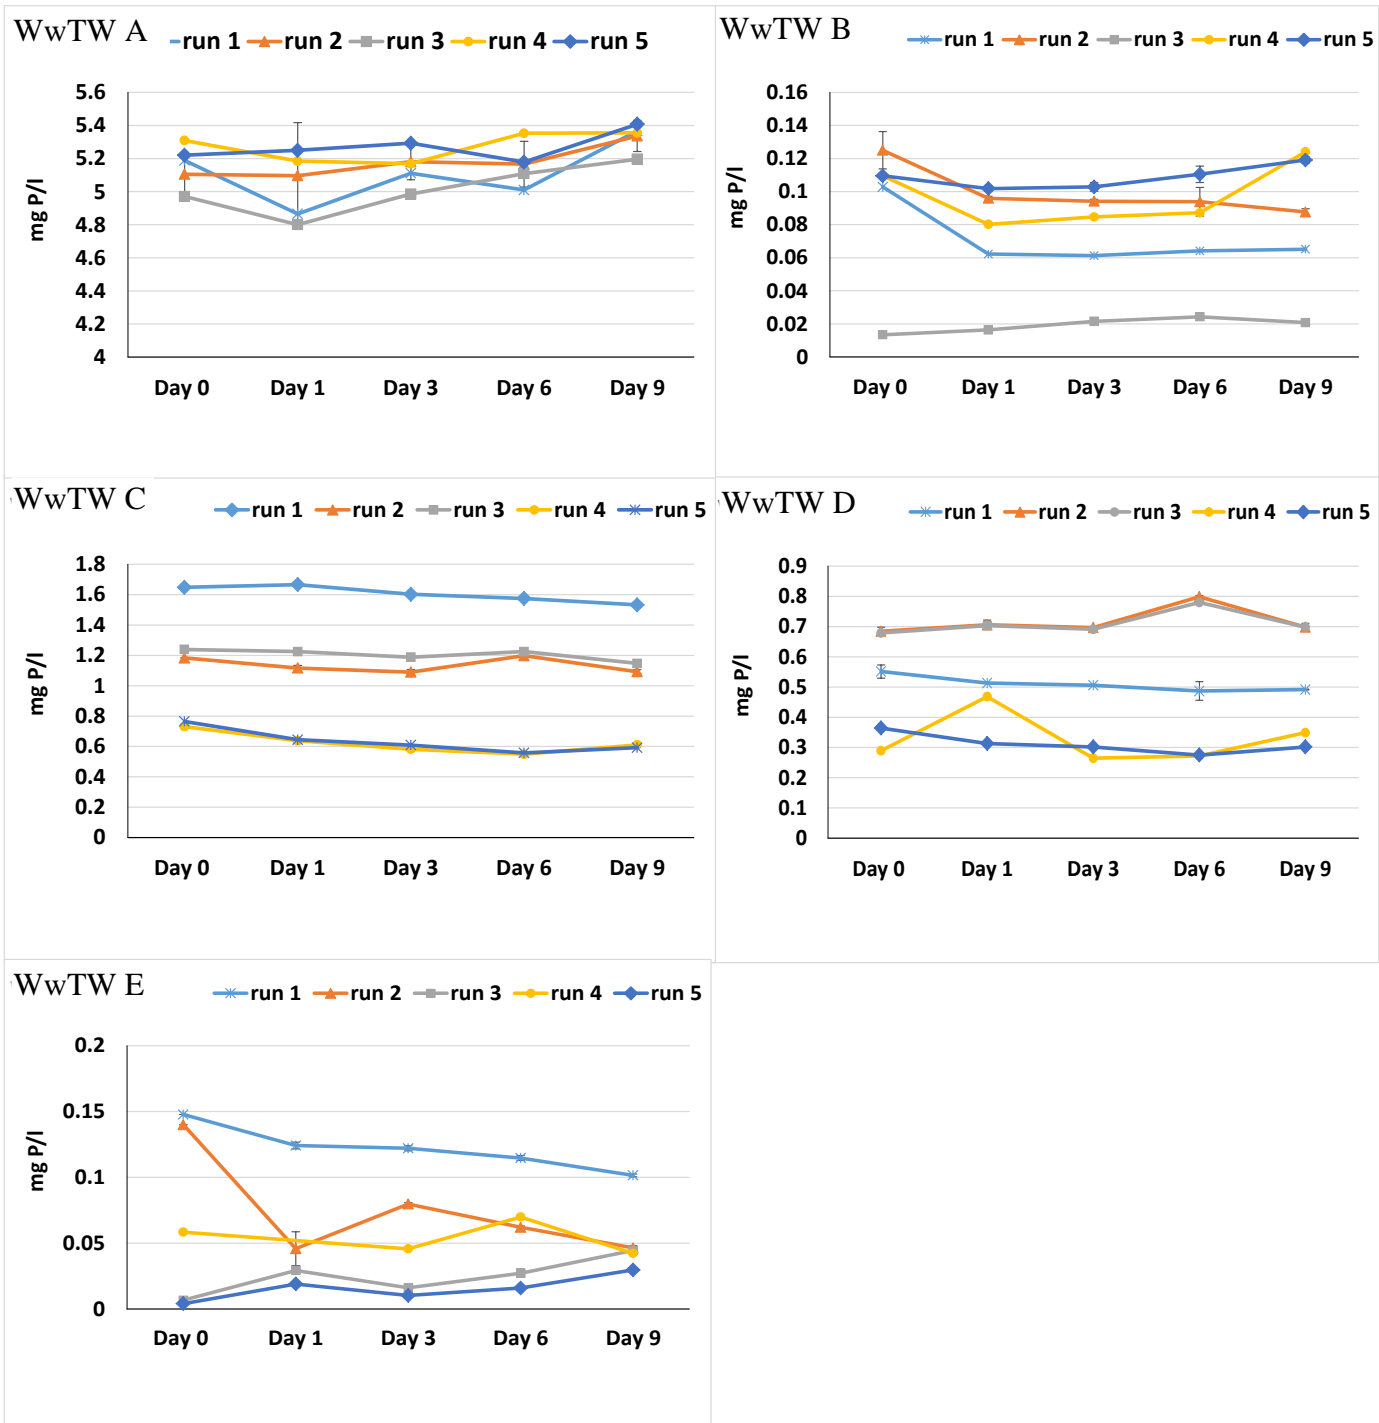 WwTW A
run 1 run 2 run 3 run 4 run 5
5.6
5.4
5.2
5
4.8
4.6
4.4
4.2
4
mg P/l
Day 0 Day 1 Day 3 Day 6 Day 9
WwTW B
run 1 run 2 run 3 run 4 run 5
0.16
0.14
0.12
0.1
0.08
0.06
0.04
0.02
0
mg P/l
Day 0 Day 1 Day 3 Day 6 Day 9
WwTW C
run 1 run 2 run 3 run 4 run 5
1.8
1.6
1.4
1.2
1
0.8
0.6
0.4
0.2
0
mg P/l
Day 0 Day 1 Day 3 Day 6 Day 9
WwTW D
run 1 run 2 run 3 run 4 run 5
0.9
0.8
0.7
0.6
0.5
0.4
0.3
0.2
0.1
0
mg P/l
Day 0 Day 1 Day 3 Day 6 Day 9
WwTW E
run 1 run 2 run 3 run 4 run 5
0.2
0.15
0.1
0.05
0
mg P/l
Day 0 Day 1 Day 3 Day 6 Day 9